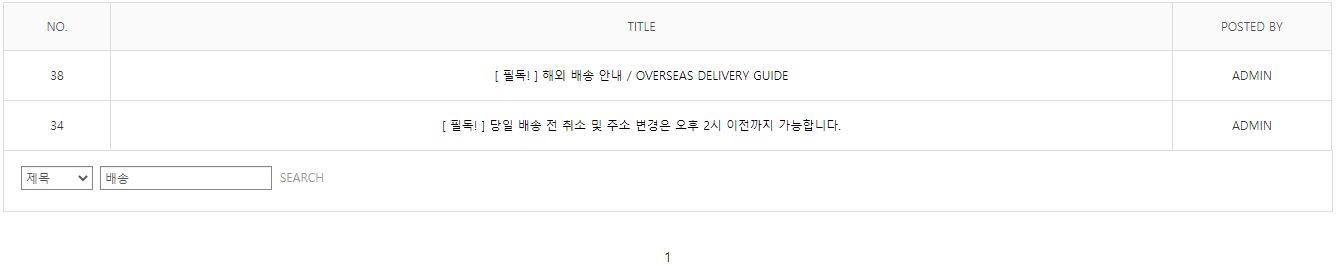 NO. TITLE POSTED BY
38 [ 필독! ] 해외 배송 안내 / OVERSEAS DELIVERY GUIDE ADMIN
34 [ 필독! ] 당일 배송 전 취소 및 주소 변경은 오후 2시 이전까지 가능합니다. ADMIN
제목 배송 SEARCH
1